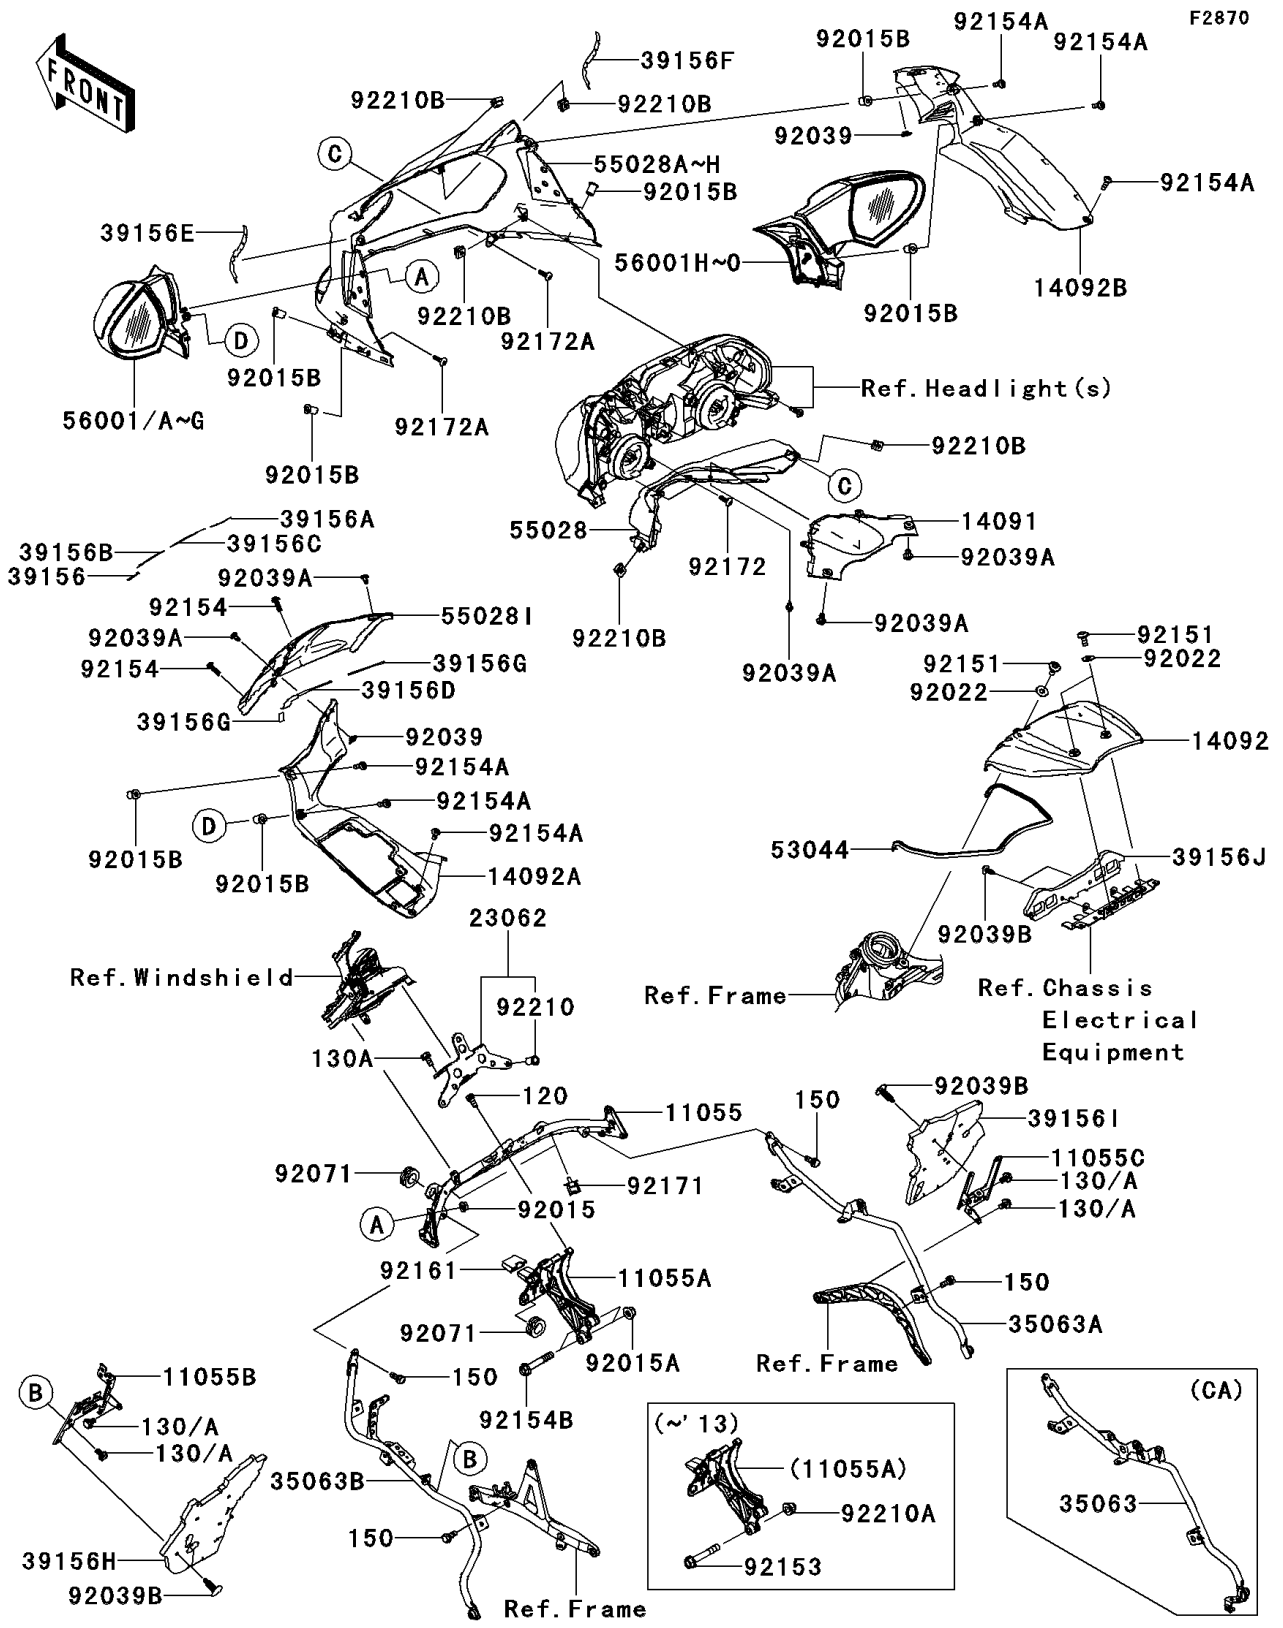 F2870
FRONT
92154A
92015B
92154A
39156F
92210B
92210B
92039
C
55028A~H
92015B
92154A
39156E
56001H~O
A
14092B
92210B
92015B
D
92172A
92015B
Ref.Headlight(s)
56001/A~G
92172A
92210B
92015B
C
39156A
55028
14091
39156C
39156B
92039A
39156
92039A
92172
92154
55028I
92039A
92210B
92039A
92151
92154
39156G
92151
92022
92039A
39156D
92022
39156G
92039
14092
92154A
92154A
D
92154A
53044
39156J
92015B
92015B
14092A
23062
92039B
Ref.Windshield
92210
Ref.Frame
Ref.Chassis
Electrical
Equipment
130A
92039B
120
11055
150
39156I
11055C
92071
130/A
92171
92015
130/A
A
92161
11055A
150
92071
35063A
92015A
Ref.Frame
11055B
150
B
(CA)
92154B
(~'13)
130/A
130/A
B
(11055A)
35063B
35063
92210A
150
39156H
92153
92039B
Ref.Frame